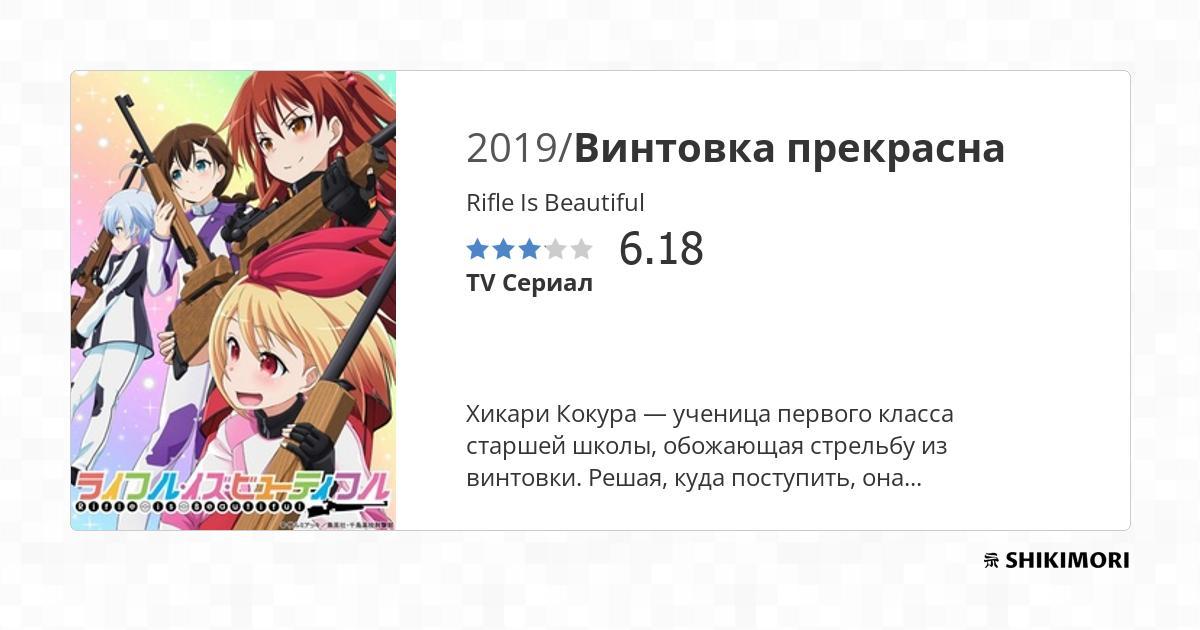 2019/Винтовка прекрасна
Rifle Is Beautiful
6.18
TV Сериал
Хикари Кокура — ученица первого класса
старшей школы, обожающая стрельбу из
винтовки. Решая, куда поступить, она...
ライフル・イズ・ビューティフル
Rifle is Beautiful
SHIKIMORI